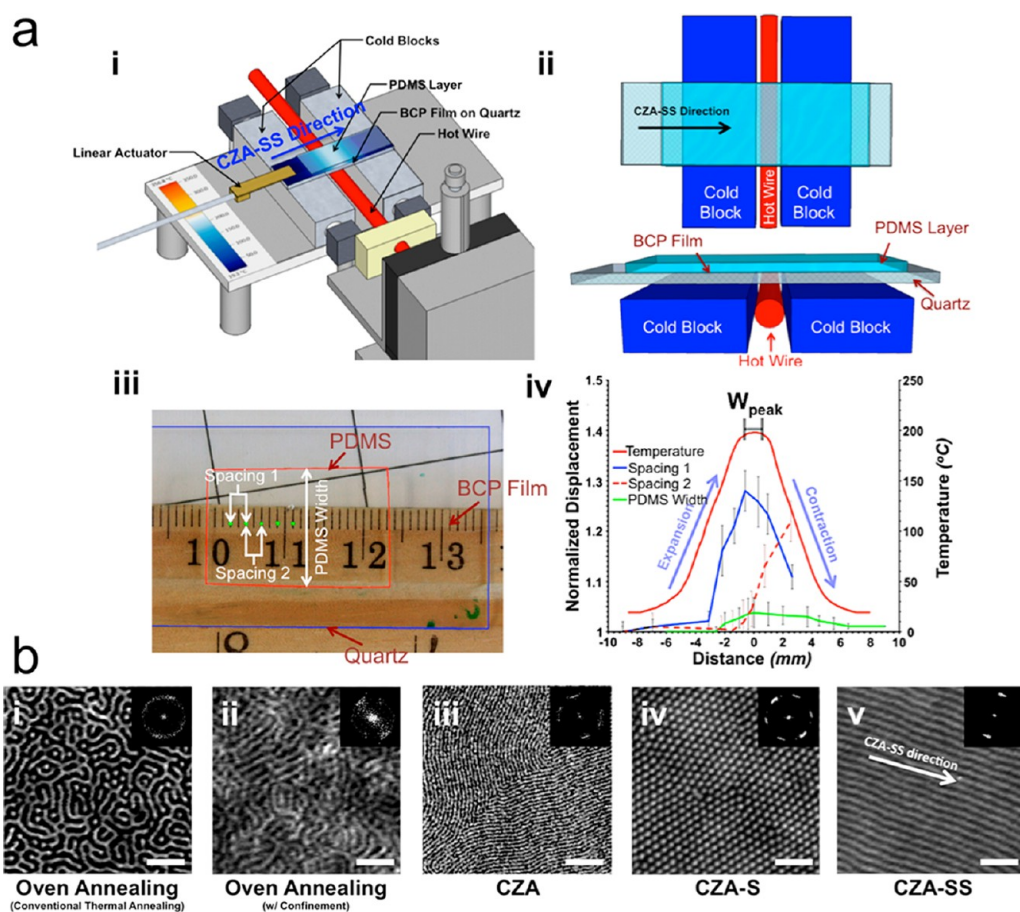 a
i
Cold Blocks
PDMS Layer
BCP Film on Quartz
Hot Wire
CZA-SS Direction
Linear Actuator
ii
CZA-SS Direction
Cold
Block
Hot Wire
Cold
Block
BCP Film
PDMS Layer
Quartz
Cold Block
Cold Block
Hot Wire
iii
PDMS
Spacing 1
PDMS Width
BCP Film
10
11
12
13
Spacing 2
Quartz
iv
Normalized Displacement
1.5
1.4
1.3
1.2
1.1
1
Wpeak
Temperature
Spacing 1
Spacing 2
PDMS Width
Expansion
Contraction
250
200
150
100
50
0
Temperature (°C)
-10 -8 -6 -4 -2 0 2 4 6 8 10
Distance (mm)
b
i
Oven Annealing
(Conventional Thermal Annealing)
ii
Oven Annealing
(w/ Confinement)
iii
CZA
iv
CZA-S
v
CZA-SS direction
CZA-SS